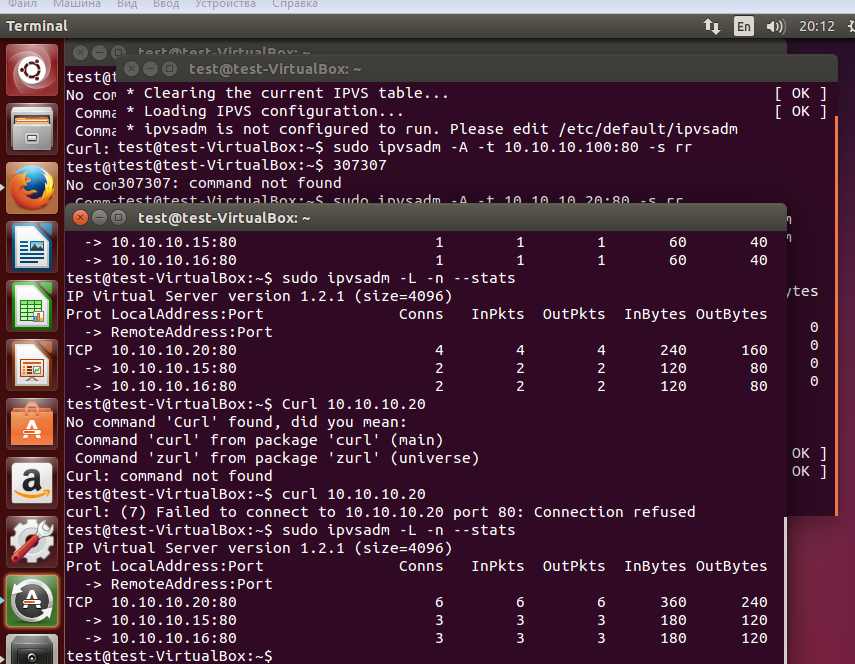 Файл Машина Вид Ввод Устройства Справка
Terminal En 20:12
test@test-VirtualBox: ~
test@test-VirtualBox: ~
test@t
No com
Comma
Comma
Curl:
test@t
No com
* Clearing the current IPVS table... [ OK ]
* Loading IPVS configuration... [ OK ]
* ipvsadm is not configured to run. Please edit /etc/default/ipvsadm
test@test-VirtualBox:~$ sudo ipvsadm -A -t 10.10.10.100:80 -s rr
test@test-VirtualBox:~$ 307307
307307: command not found
test@test-VirtualBox:~$ sudo ipvsadm -A -t 10.10.10.20:80 -s rr
ytes
0
0
0
0
OK ]
OK ]
test@test-VirtualBox: ~
-> 10.10.10.15:80 1 1 1 60 40
-> 10.10.10.16:80 1 1 1 60 40
test@test-VirtualBox:~$ sudo ipvsadm -L -n --stats
IP Virtual Server version 1.2.1 (size=4096)
Prot LocalAddress:Port Conns InPkts OutPkts InBytes OutBytes
-> RemoteAddress:Port
TCP 10.10.10.20:80 4 4 4 240 160
-> 10.10.10.15:80 2 2 2 120 80
-> 10.10.10.16:80 2 2 2 120 80
test@test-VirtualBox:~$ Curl 10.10.10.20
No command 'Curl' found, did you mean:
Command 'curl' from package 'curl' (main)
Command 'zurl' from package 'zurl' (universe)
Curl: command not found
test@test-VirtualBox:~$ curl 10.10.10.20
curl: (7) Failed to connect to 10.10.10.20 port 80: Connection refused
test@test-VirtualBox:~$ sudo ipvsadm -L -n --stats
IP Virtual Server version 1.2.1 (size=4096)
Prot LocalAddress:Port Conns InPkts OutPkts InBytes OutBytes
-> RemoteAddress:Port
TCP 10.10.10.20:80 6 6 6 360 240
-> 10.10.10.15:80 3 3 3 180 120
-> 10.10.10.16:80 3 3 3 180 120
test@test-VirtualBox:~$